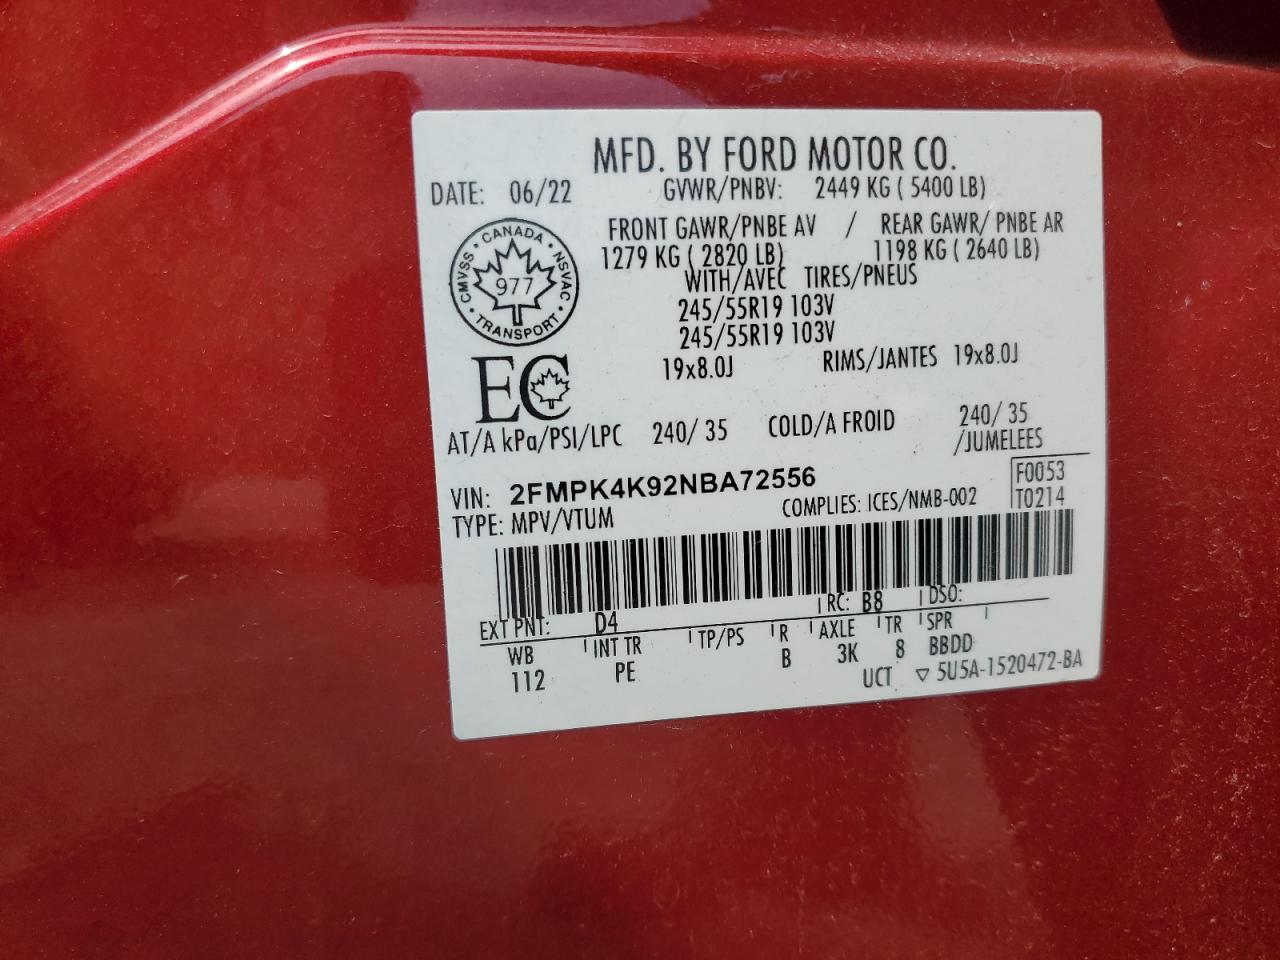 MFD. BY FORD MOTOR CO.
DATE: 06/22 GVWR/PNBV: 2449 KG ( 5400 LB)
FRONT GAWR/PNBE AV / REAR GAWR/ PNBE AR
1279 KG ( 2820 LB) 1198 KG ( 2640 LB)
WITH/AVEC TIRES/PNEUS
245/55R19 103V
245/55R19 103V
19x8.0J RIMS/JANTES 19x8.0J
CANADA · NSVAC · TRANSPORT · CMVSS ·
977
EC
AT/A kPa/PSI/LPC 240/ 35 COLD/A FROID 240/ 35
/JUMELEES
VIN: 2FMPK4K92NBA72556 F0053
TYPE: MPV/VTUM COMPLIES: ICES/NMB-002 T0214
EXT PNT: D4 RC: B8 DSO:
WB INT TR TP/PS R AXLE TR SPR
112 PE B 3K 8 BBDD
UCT ▽ 5U5A-1520472-BA